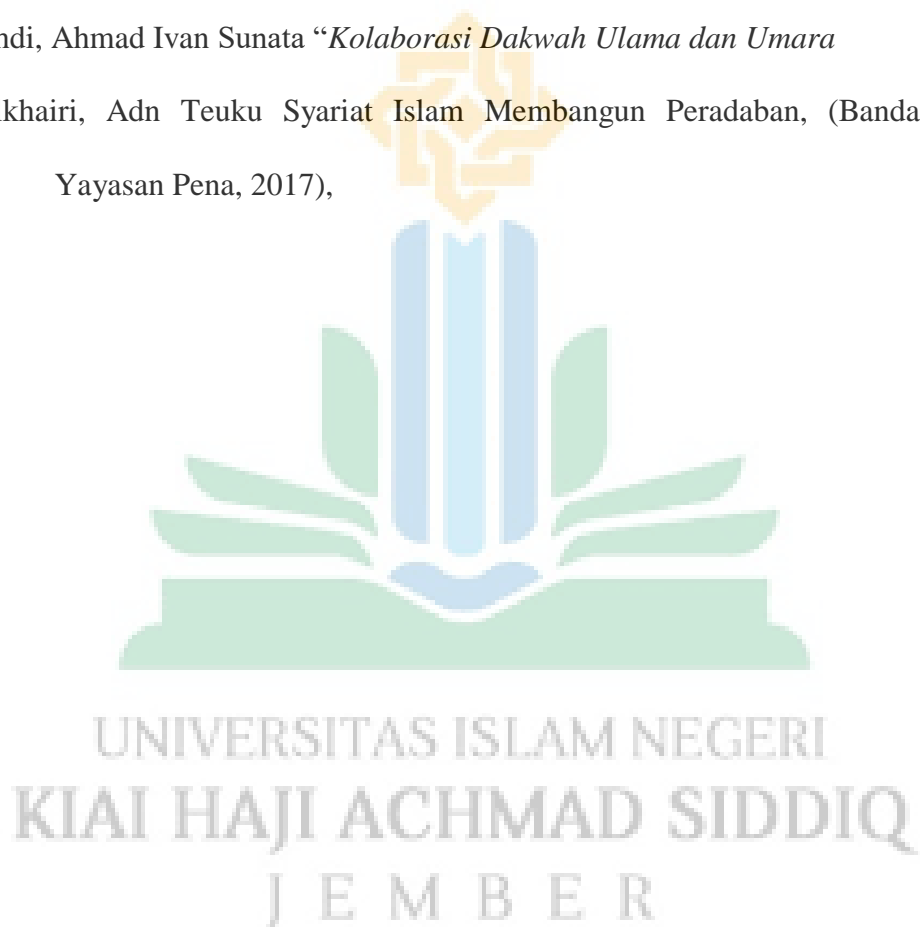 ndi, Ahmad Ivan Sunata “Kolaborasi Dakwah Ulama dan Umara
khairi, Adn Teuku Syariat Islam Membangun Peradaban, (Banda
Yayasan Pena, 2017),
UNIVERSITAS ISLAM NEGERI
KIAI HAJI ACHMAD SIDDIQ
JEMBER